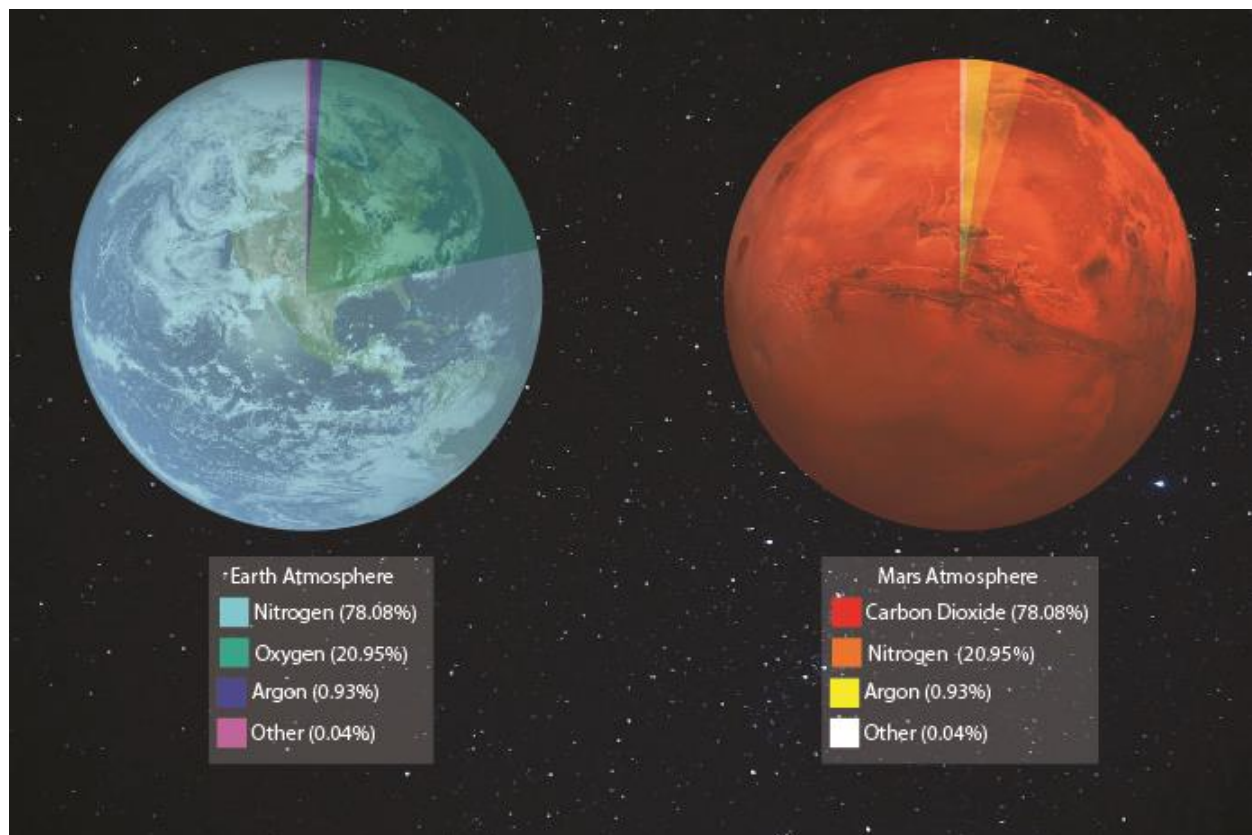 Earth Atmosphere
Nitrogen (78.08%)
Oxygen (20.95%)
Argon (0.93%)
Other (0.04%)
Mars Atmosphere
Carbon Dioxide (78.08%)
Nitrogen (20.95%)
Argon (0.93%)
Other (0.04%)